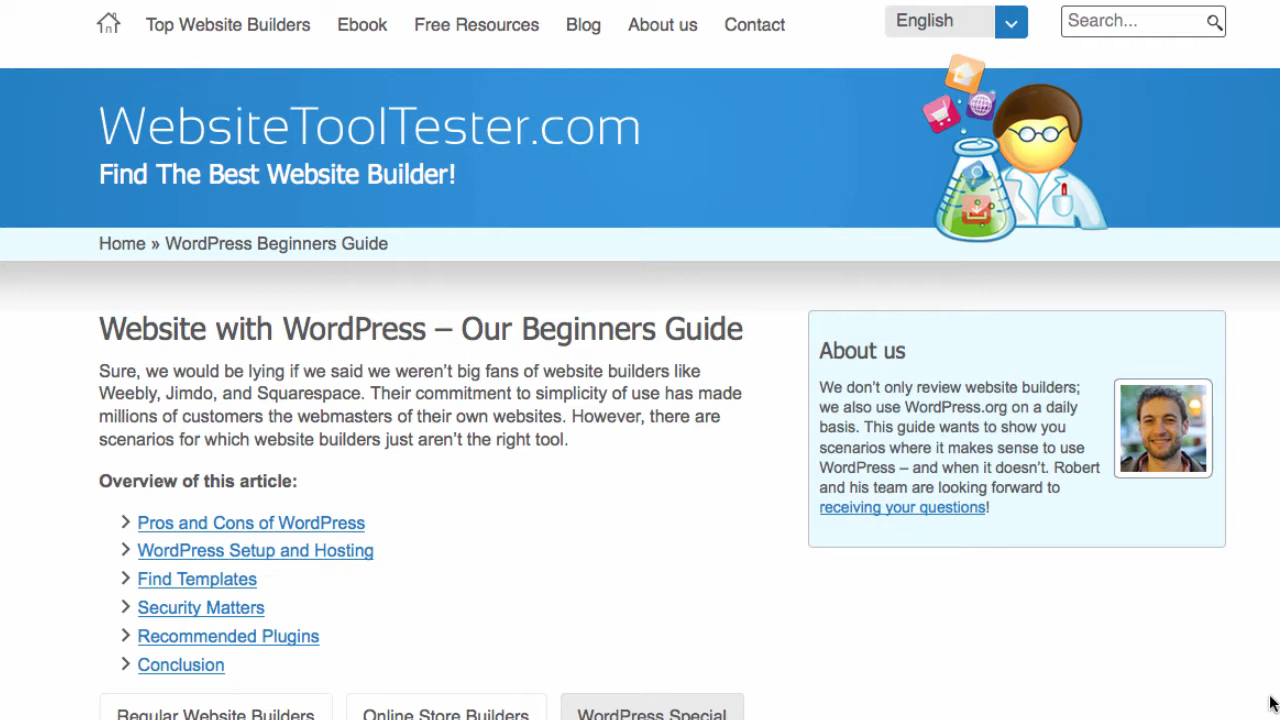 Top Website Builders Ebook Free Resources Blog About us Contact English Search...
WebsiteToolTester.com
Find The Best Website Builder!
Home » WordPress Beginners Guide
Website with WordPress – Our Beginners Guide
Sure, we would be lying if we said we weren't big fans of website builders like
Weebly, Jimdo, and Squarespace. Their commitment to simplicity of use has made
millions of customers the webmasters of their own websites. However, there are
scenarios for which website builders just aren't the right tool.
Overview of this article:
Pros and Cons of WordPress
WordPress Setup and Hosting
Find Templates
Security Matters
Recommended Plugins
Conclusion
Regular Website Builders Online Store Builders WordPress Special
About us
We don't only review website builders;
we also use WordPress.org on a daily
basis. This guide wants to show you
scenarios where it makes sense to use
WordPress – and when it doesn't. Robert
and his team are looking forward to
receiving your questions!